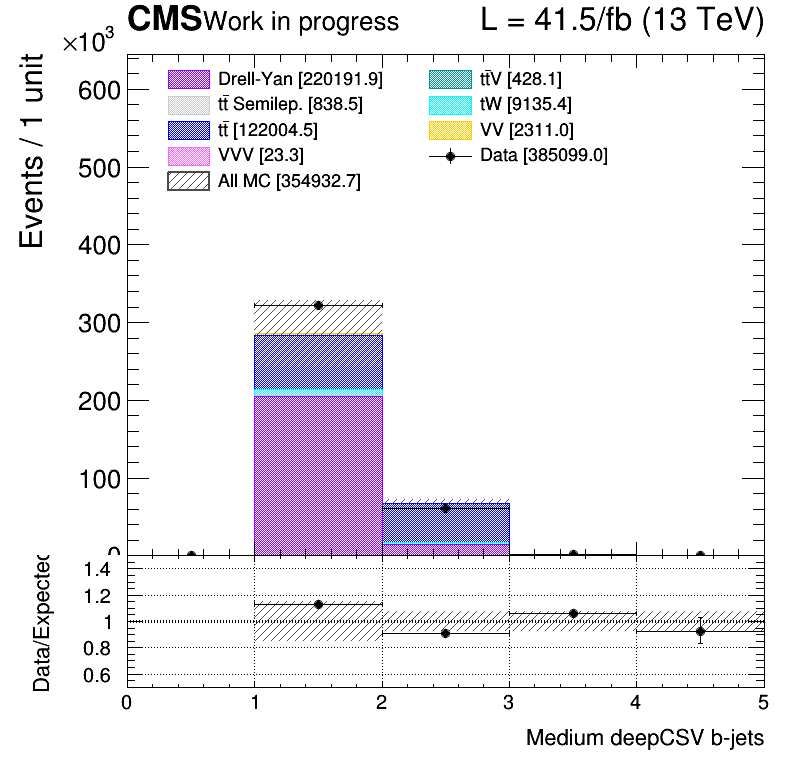 CMS Work in progress L = 41.5/fb (13 TeV)
×10³
Events / 1 unit
Drell-Yan [220191.9]
tt̄ Semilep. [838.5]
tt̄ [122004.5]
VVV [23.3]
All MC [354932.7]
tt̄V [428.1]
tW [9135.4]
VV [2311.0]
Data [385099.0]
600
500
400
300
200
100
0
Data/Expected
1.4
1.2
1
0.8
0.6
0 1 2 3 4 5
Medium deepCSV b-jets